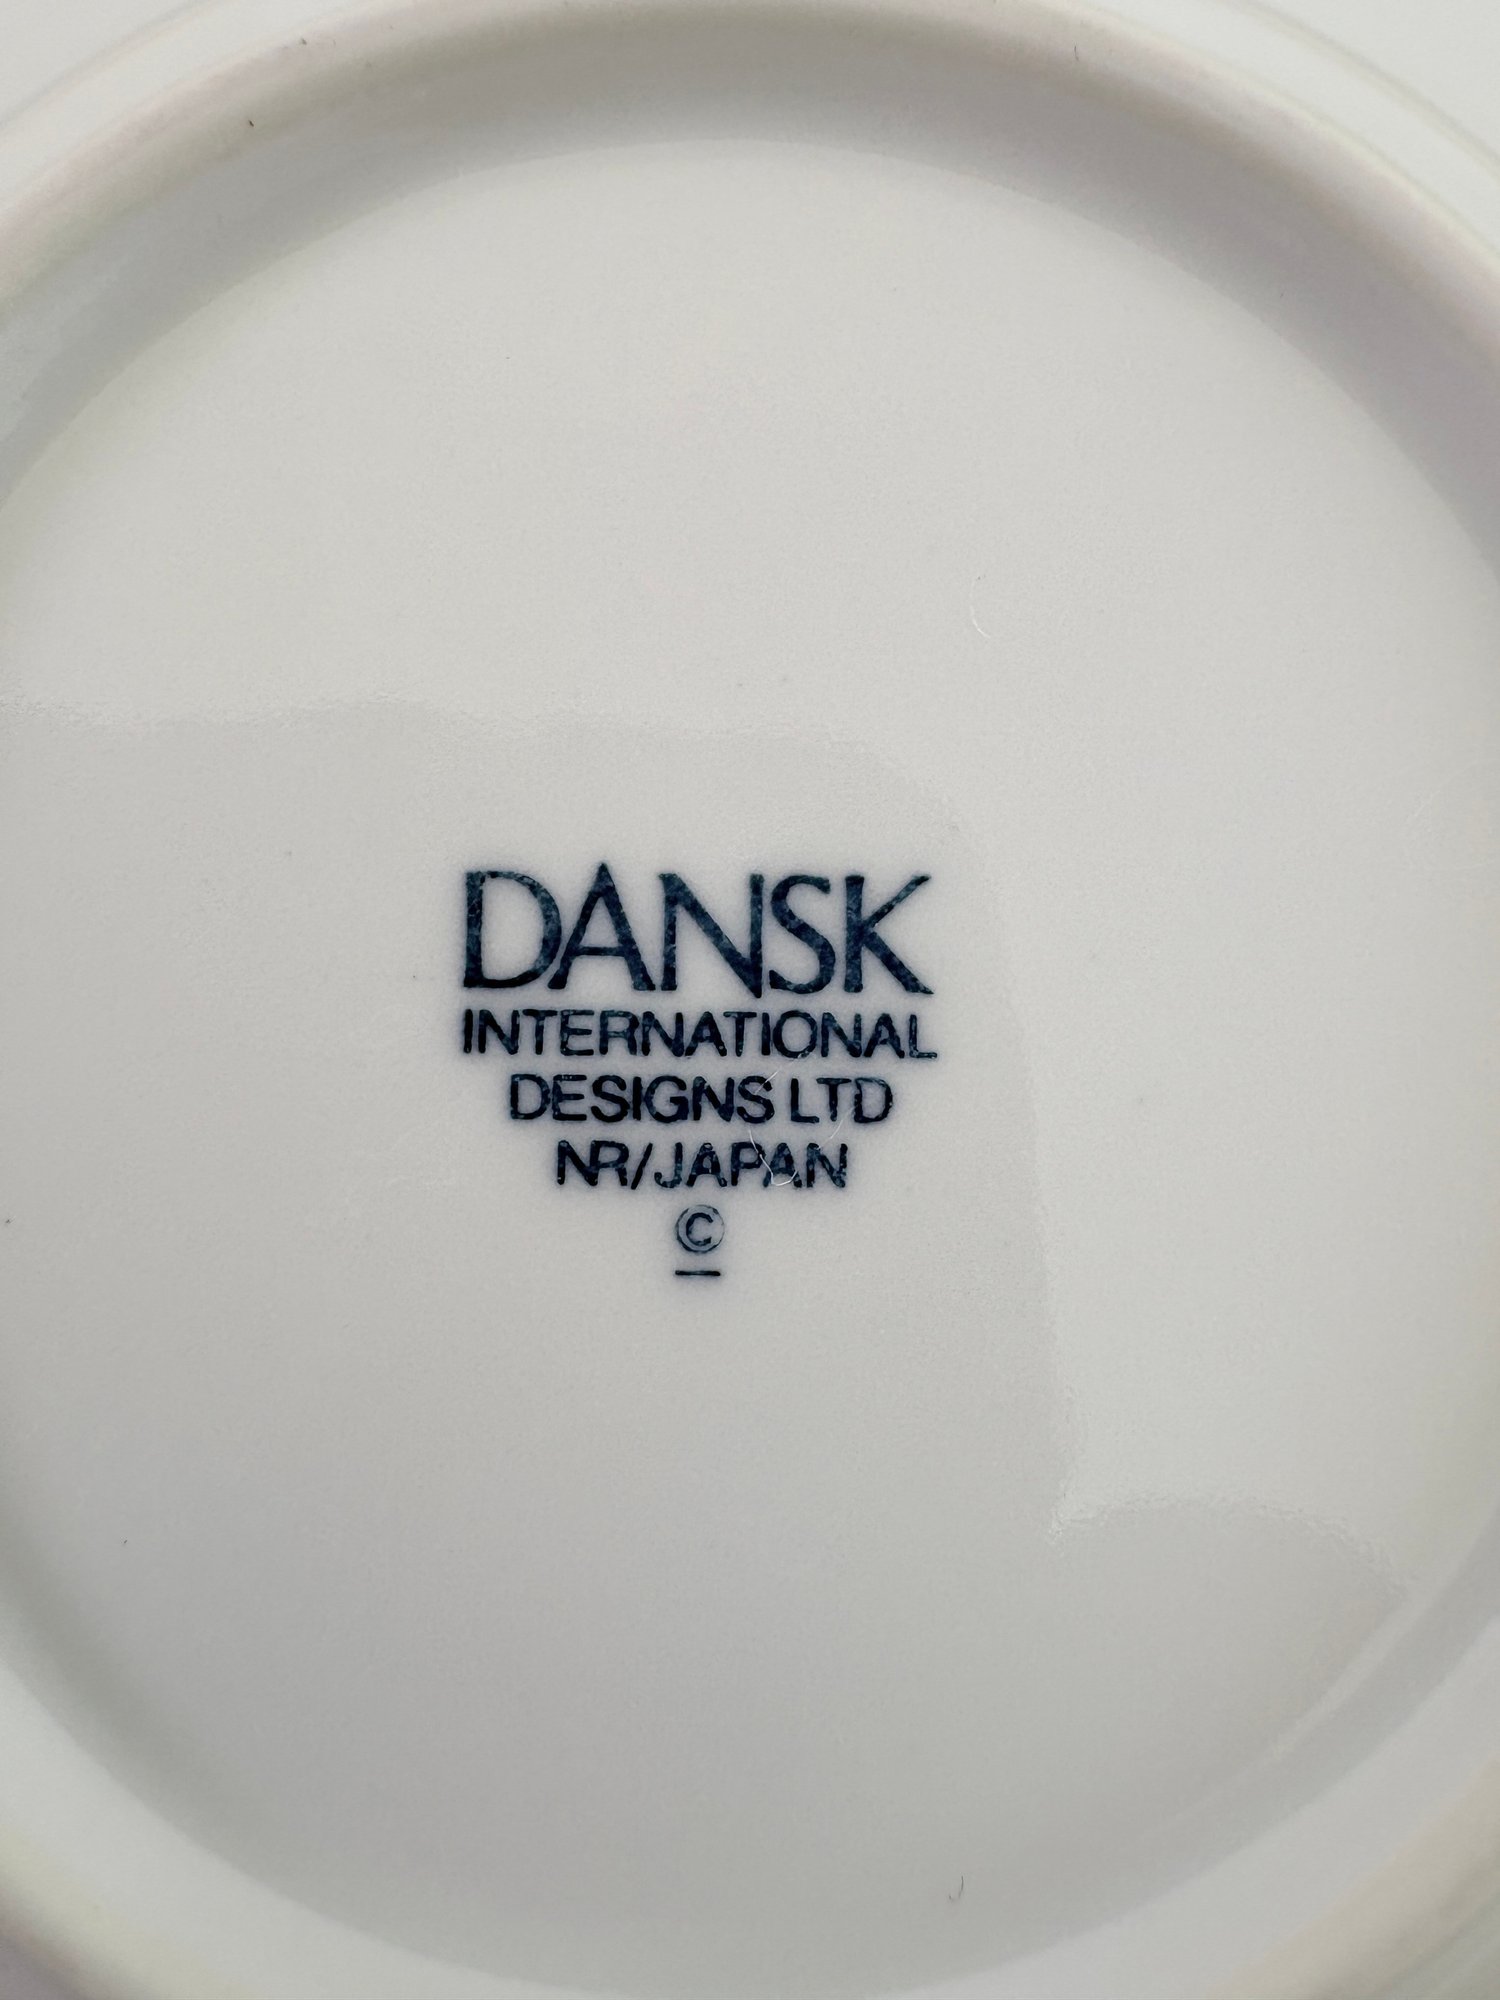 DANSK
INTERNATIONAL
DESIGNS LTD
NR/JAPAN
©